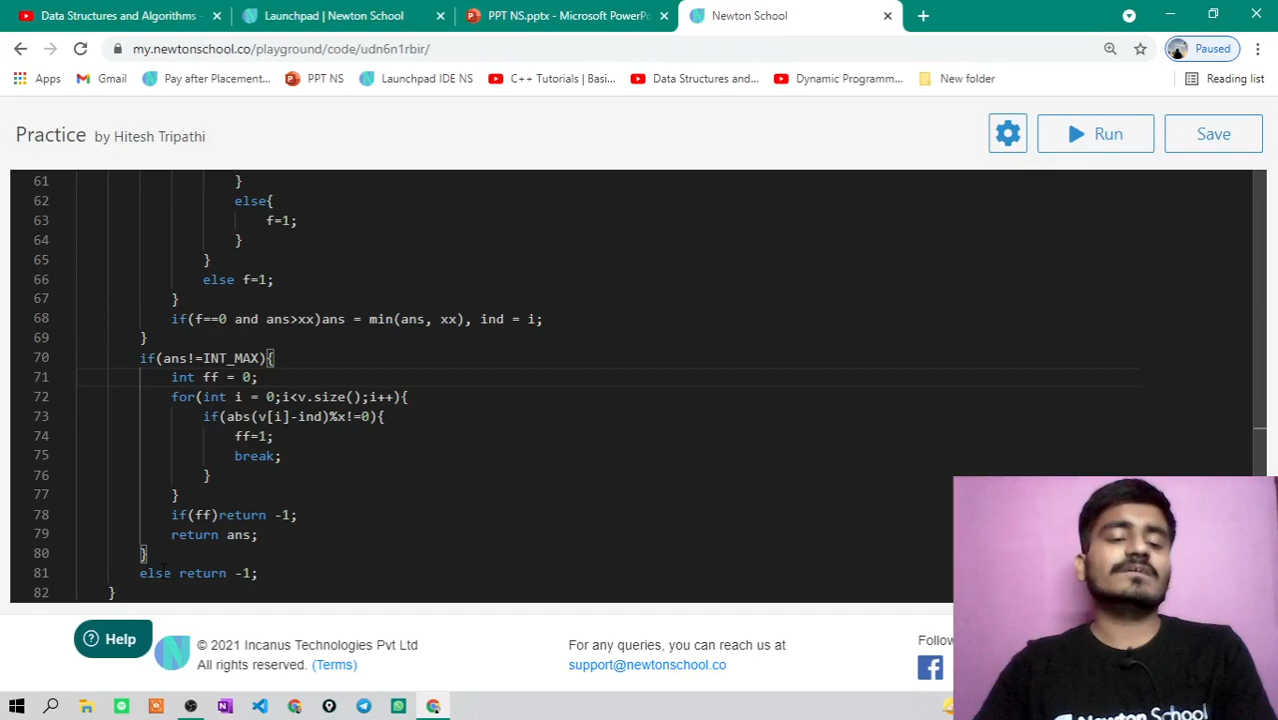 Data Structures and Algorithms -
Launchpad | Newton School
PPT NS.pptx - Microsoft PowerPo
Newton School
my.newtonschool.co/playground/code/udn6n1rbir/
Paused
Apps
Gmail
Pay after Placement...
PPT NS
Launchpad IDE NS
C++ Tutorials | Basi...
Data Structures and...
Dynamic Programm...
New folder
Reading list
Practice by Hitesh Tripathi
Run
Save
61 }
62 else{
63 f=1;
64 }
65 }
66 else f=1;
67 }
68 if(f==0 and ans>xx)ans = min(ans, xx), ind = i;
69 }
70 if(ans!=INT_MAX){
71 int ff = 0;
72 for(int i = 0;i<v.size();i++){
73 if(abs(v[i]-ind)%x!=0){
74 ff=1;
75 break;
76 }
77 }
78 if(ff)return -1;
79 return ans;
80 }
81 else return -1;
82 }
Help
© 2021 Incanus Technologies Pvt Ltd
All rights reserved. (Terms)
For any queries, you can reach us at
support@newtonschool.co
Follow
Newton School